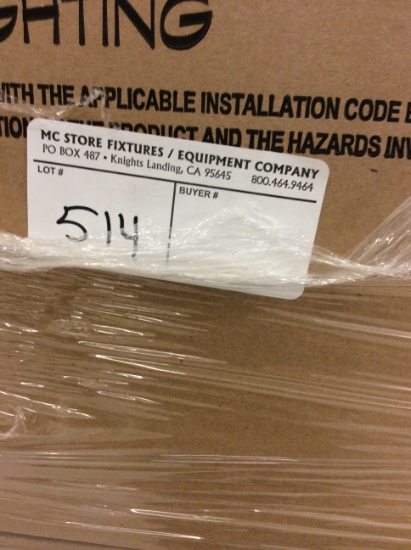 GHTING
WITH THE APPLICABLE INSTALLATION CODE
PRODUCT AND THE HAZARDS
MC STORE FIXTURES / EQUIPMENT COMPANY
PO BOX 487 • Knights Landing, CA 95645 800.464.9464
LOT # BUYER #
514